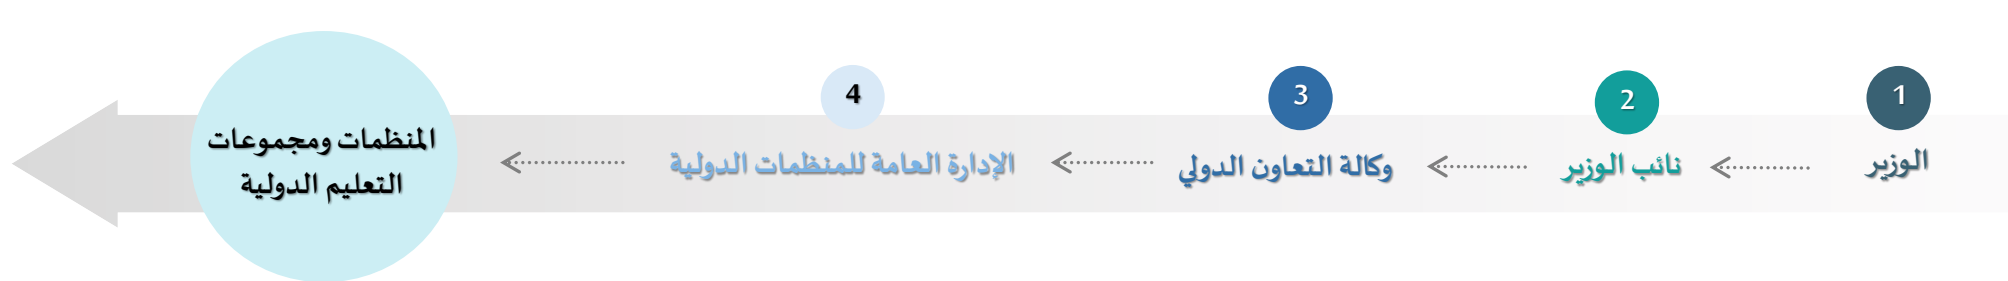 1
الوزير
2
نائب الوزير
3
وكالة التعاون الدولي
4
الإدارة العامة للمنظمات الدولية
المنظمات ومجموعات
التعليم الدولية